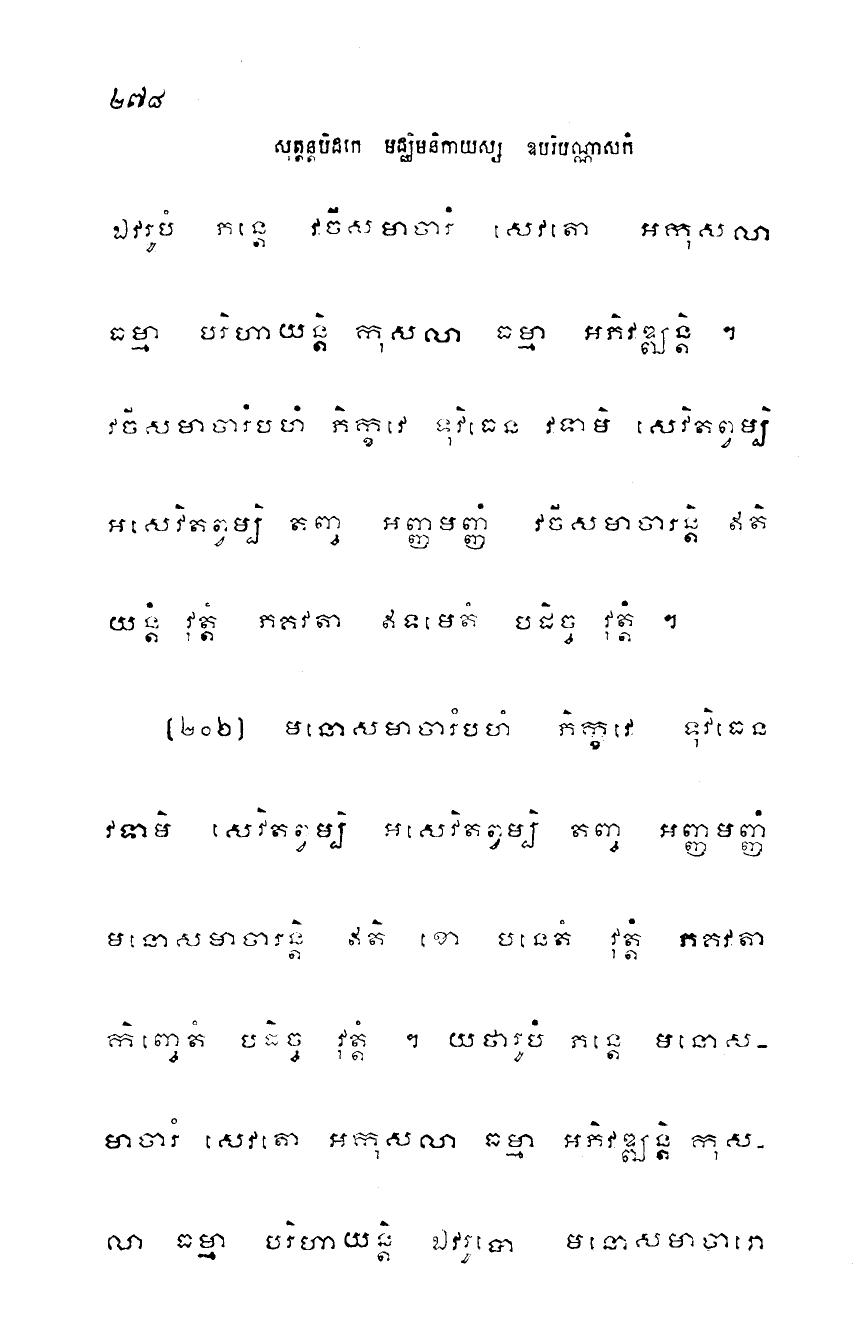 ២៧៨
សុត្តន្តបិដកេ មជ្ឈិមនិកាយស្ស ឧបរិបណ្ណាសកំ
ឯវរូបំ ភន្តេ វចីសមាចារំ សេវតោ អកុសលា
ធម្មា បរិហាយន្តិ កុសលា ធម្មា អភិវឌ្ឍន្តិ ។
វចីសមាចារំបហំ ភិក្ខវេ ទុវិធេន វទាមិ សេវិតព្វម្បិ
អសេវិតព្វម្បិ តញ្ច អញ្ញមញ្ញំ វចីសមាចារន្តិ ឥតិ
យន្តំ វុត្តំ ភគវតា ឥទមេតំ បដិច្ច វុត្តំ ។
(២០២) មនោសមាចារំបហំ ភិក្ខវេ ទុវិធេន
វទាមិ សេវិតព្វម្បិ អសេវិតព្វម្បិ តញ្ច អញ្ញមញ្ញំ
មនោសមាចារន្តិ ឥតិ ខោ បនេតំ វុត្តំ ភគវតា
កិញ្ចេតំ បដិច្ច វុត្តំ ។ យថារូបំ ភន្តេ មនោស-
មាចារំ សេវតោ អកុសលា ធម្មា អភិវឌ្ឍន្តិ កុស-
លា ធម្មា បរិហាយន្តិ ឯវរូបោ មនោសមាចារោ